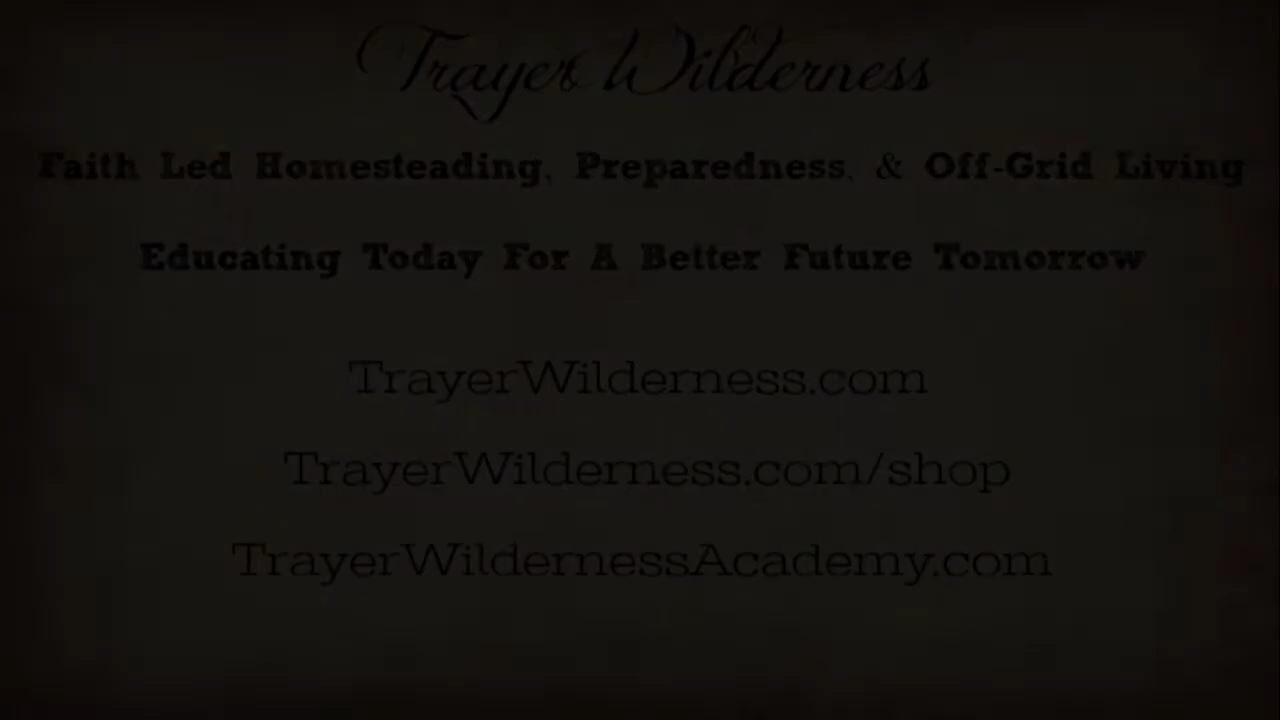 Trayer Wilderness
Faith Led Homesteading, Preparedness, & Off-Grid Living
Educating Today For A Better Future Tomorrow
TrayerWilderness.com
TrayerWilderness.com/shop
TrayerWildernessAcademy.com